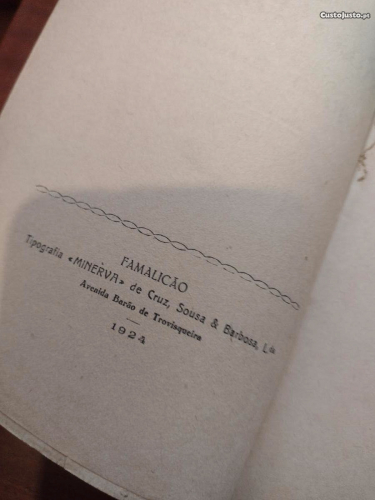 CustoJusto.pt
FAMALICÃO
Tipografia «MINERVA» de Cruz, Sousa & Barbosa, L.da
Avenida Barão de Trovisqueira
1924